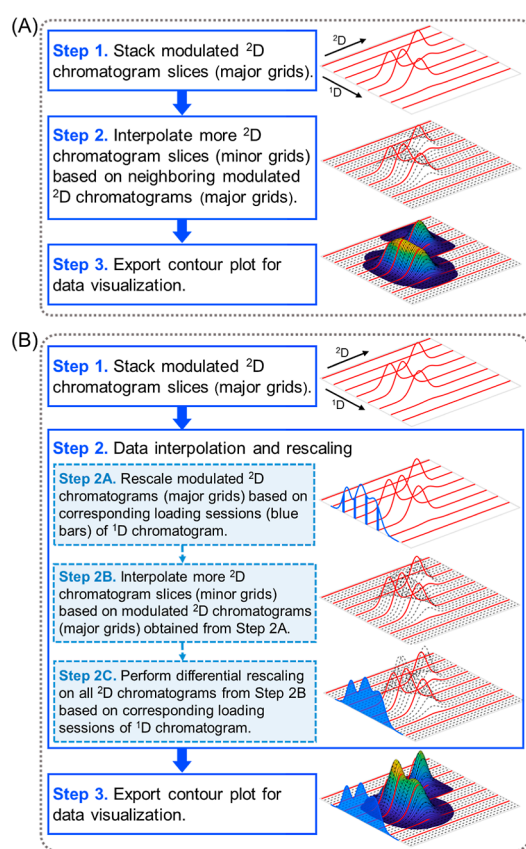 (A)
Step 1. Stack modulated ²D
chromatogram slices (major grids).
²D
¹D
Step 2. Interpolate more ²D
chromatogram slices (minor grids)
based on neighboring modulated
²D chromatograms (major grids).
Step 3. Export contour plot for
data visualization.
(B)
Step 1. Stack modulated ²D
chromatogram slices (major grids).
²D
¹D
Step 2. Data interpolation and rescaling
Step 2A. Rescale modulated ²D
chromatograms (major grids) based on
corresponding loading sessions (blue
bars) of ¹D chromatogram.
Step 2B. Interpolate more ²D
chromatogram slices (minor grids)
based on modulated ²D chromatograms
(major grids) obtained from Step 2A.
Step 2C. Perform differential rescaling
on all ²D chromatograms from Step 2B
based on corresponding loading
sessions of ¹D chromatogram.
Step 3. Export contour plot for
data visualization.